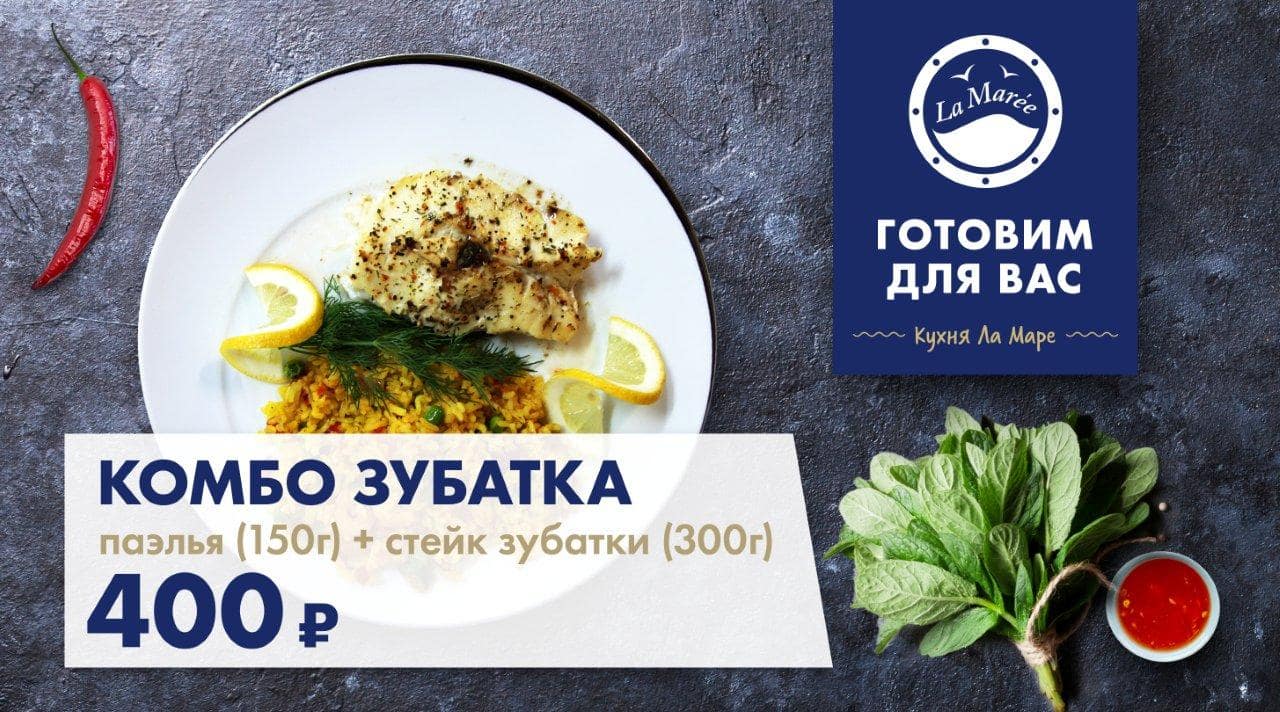 La Marée
ГОТОВИМ
ДЛЯ ВАС
Кухня Ла Маре
КОМБО ЗУБАТКА
паэлья (150г) + стейк зубатки (300г)
400 ₽